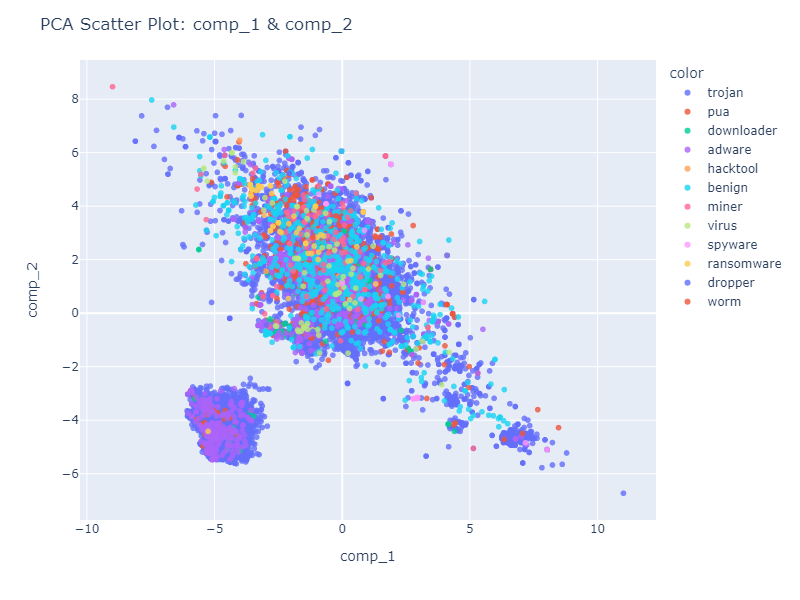 PCA Scatter Plot: comp_1 & comp_2
color
trojan
pua
downloader
adware
hacktool
benign
miner
virus
spyware
ransomware
dropper
worm
8
6
4
2
0
−2
−4
−6
comp_2
−10
−5
0
5
10
comp_1